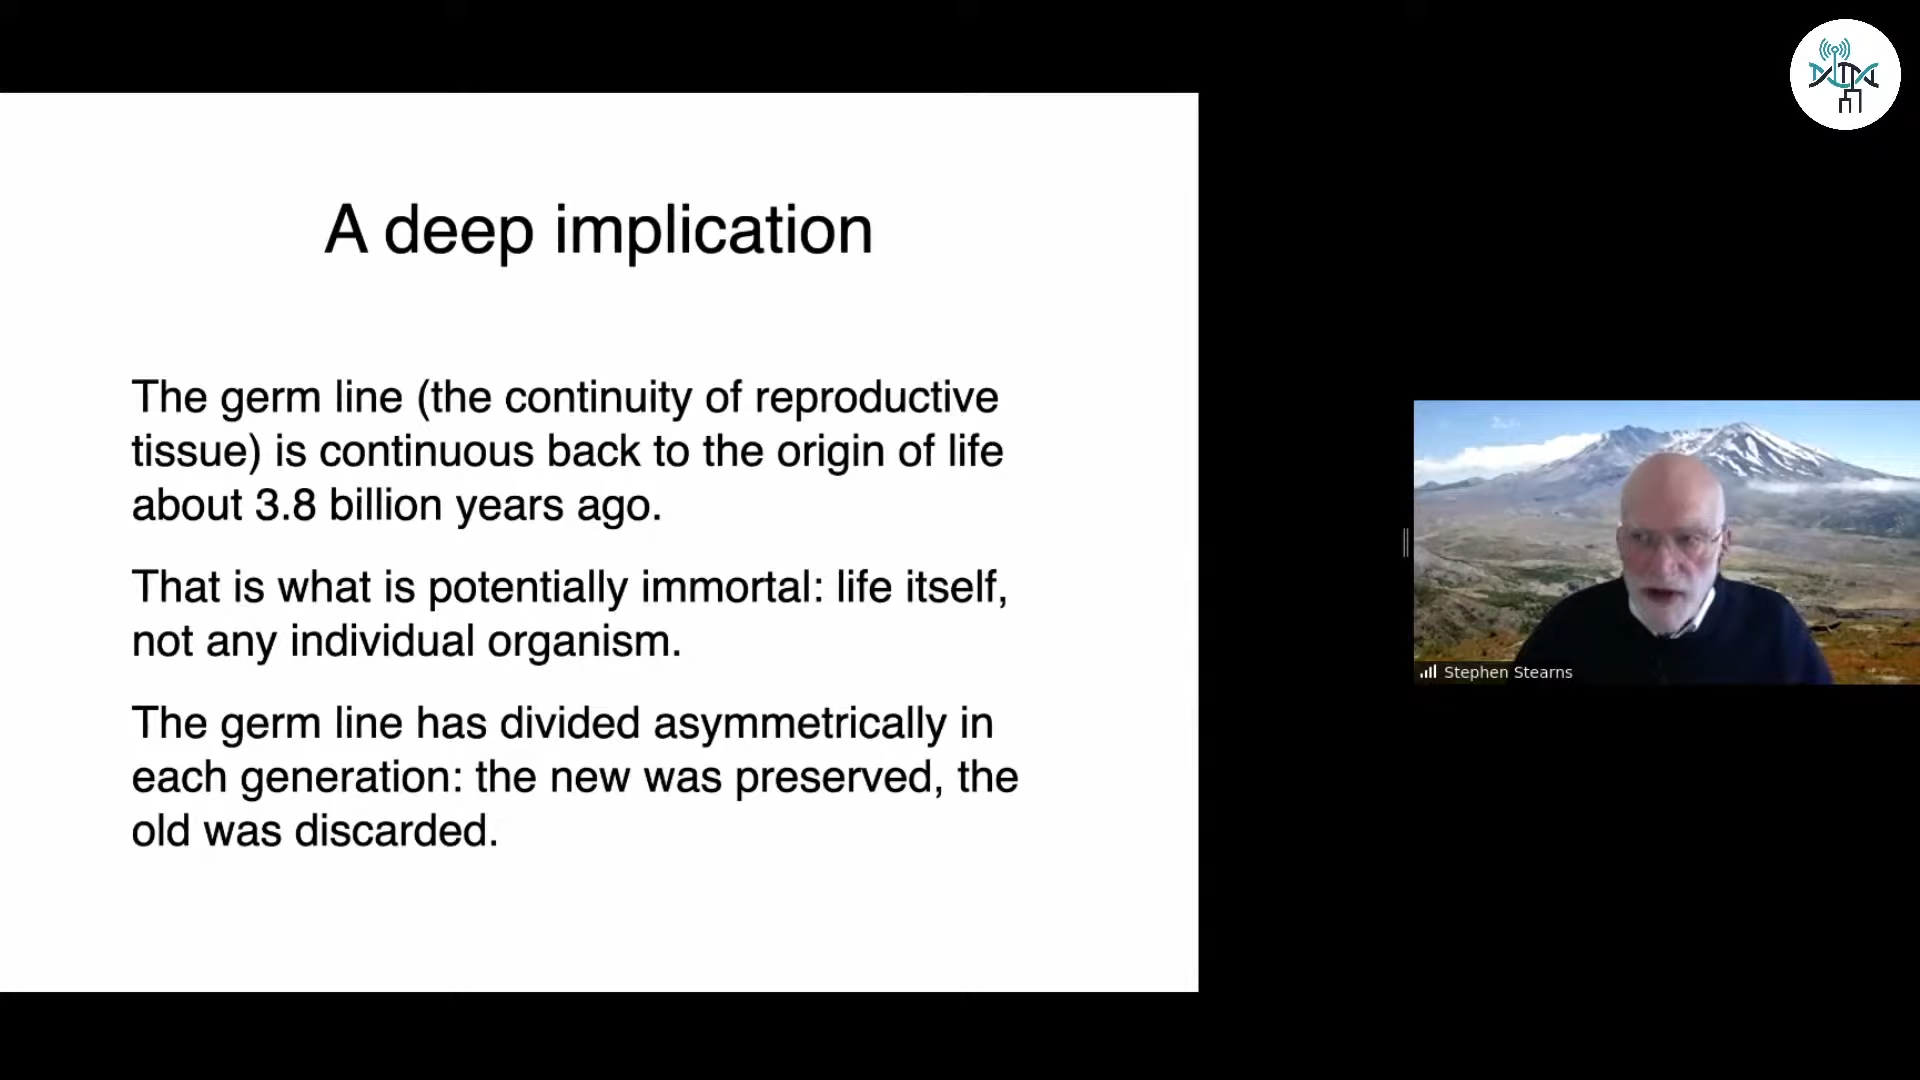 A deep implication
The germ line (the continuity of reproductive
tissue) is continuous back to the origin of life
about 3.8 billion years ago.
That is what is potentially immortal: life itself,
not any individual organism.
The germ line has divided asymmetrically in
each generation: the new was preserved, the
old was discarded.
Stephen Stearns